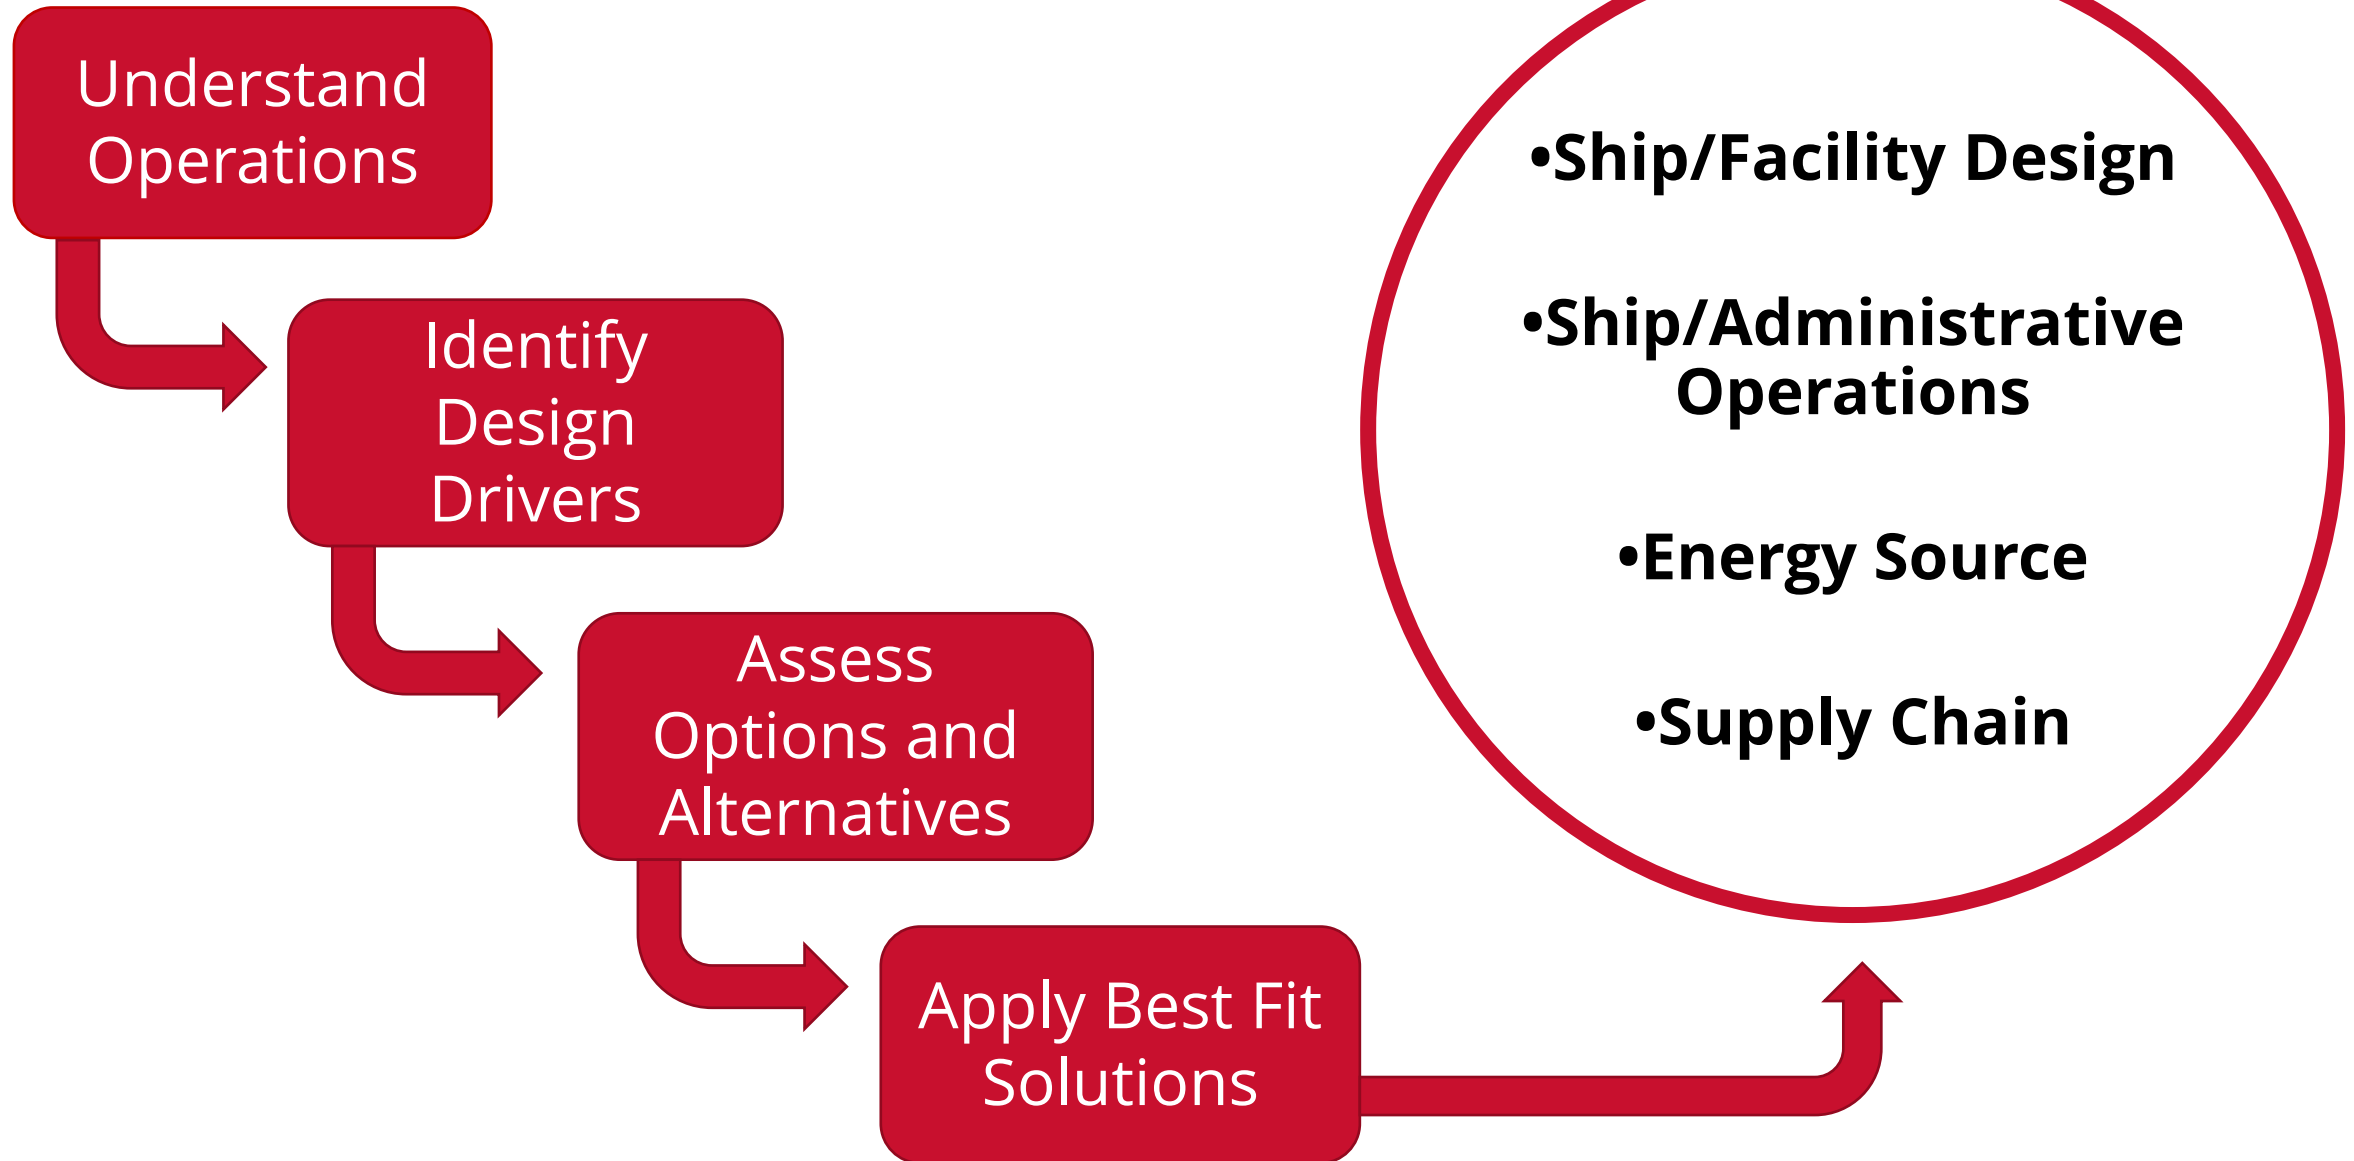 Understand
Operations
Identify
Design
Drivers
Assess
Options and
Alternatives
Apply Best Fit
Solutions
•Ship/Facility Design
•Ship/Administrative
Operations
•Energy Source
•Supply Chain